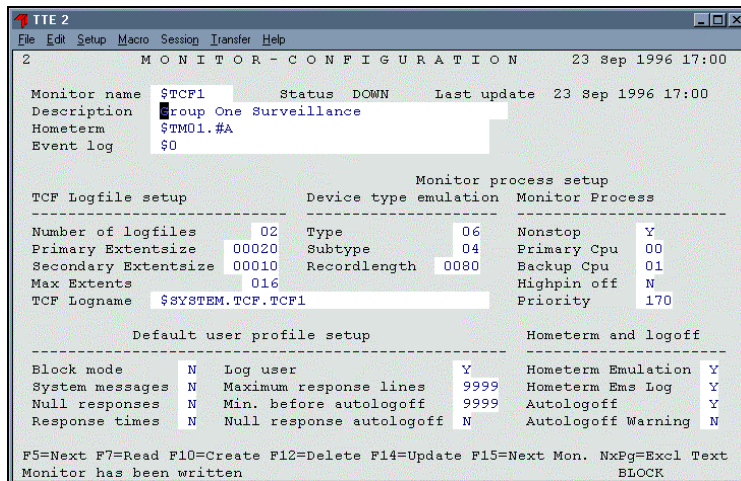 TTE 2
File Edit Setup Macro Session Transfer Help
2 M O N I T O R - C O N F I G U R A T I O N 23 Sep 1996 17:00
Monitor name $TCF1 Status DOWN Last update 23 Sep 1996 17:00
Description Group One Surveillance
Hometerm $TM01.#A
Event log $0
Monitor process setup
TCF Logfile setup Device type emulation Monitor Process
Number of logfiles 02 Type 06 Nonstop Y
Primary Extentsize 00020 Subtype 04 Primary Cpu 00
Secondary Extentsize 00010 Recordlength 0080 Backup Cpu 01
Max Extents 016 Highpin off N
TCF Logname $SYSTEM.TCF.TCF1 Priority 170
Default user profile setup Hometerm and logoff
Block mode N Log user Y Hometerm Emulation Y
System messages N Maximum response lines 9999 Hometerm Ems Log Y
Null responses N Min. before autologoff 9999 Autologoff Y
Response times N Null response autologoff N Autologoff Warning N
F5=Next F7=Read F10=Create F12=Delete F14=Update F15=Next Mon. NxPg=Excl Text
Monitor has been written BLOCK